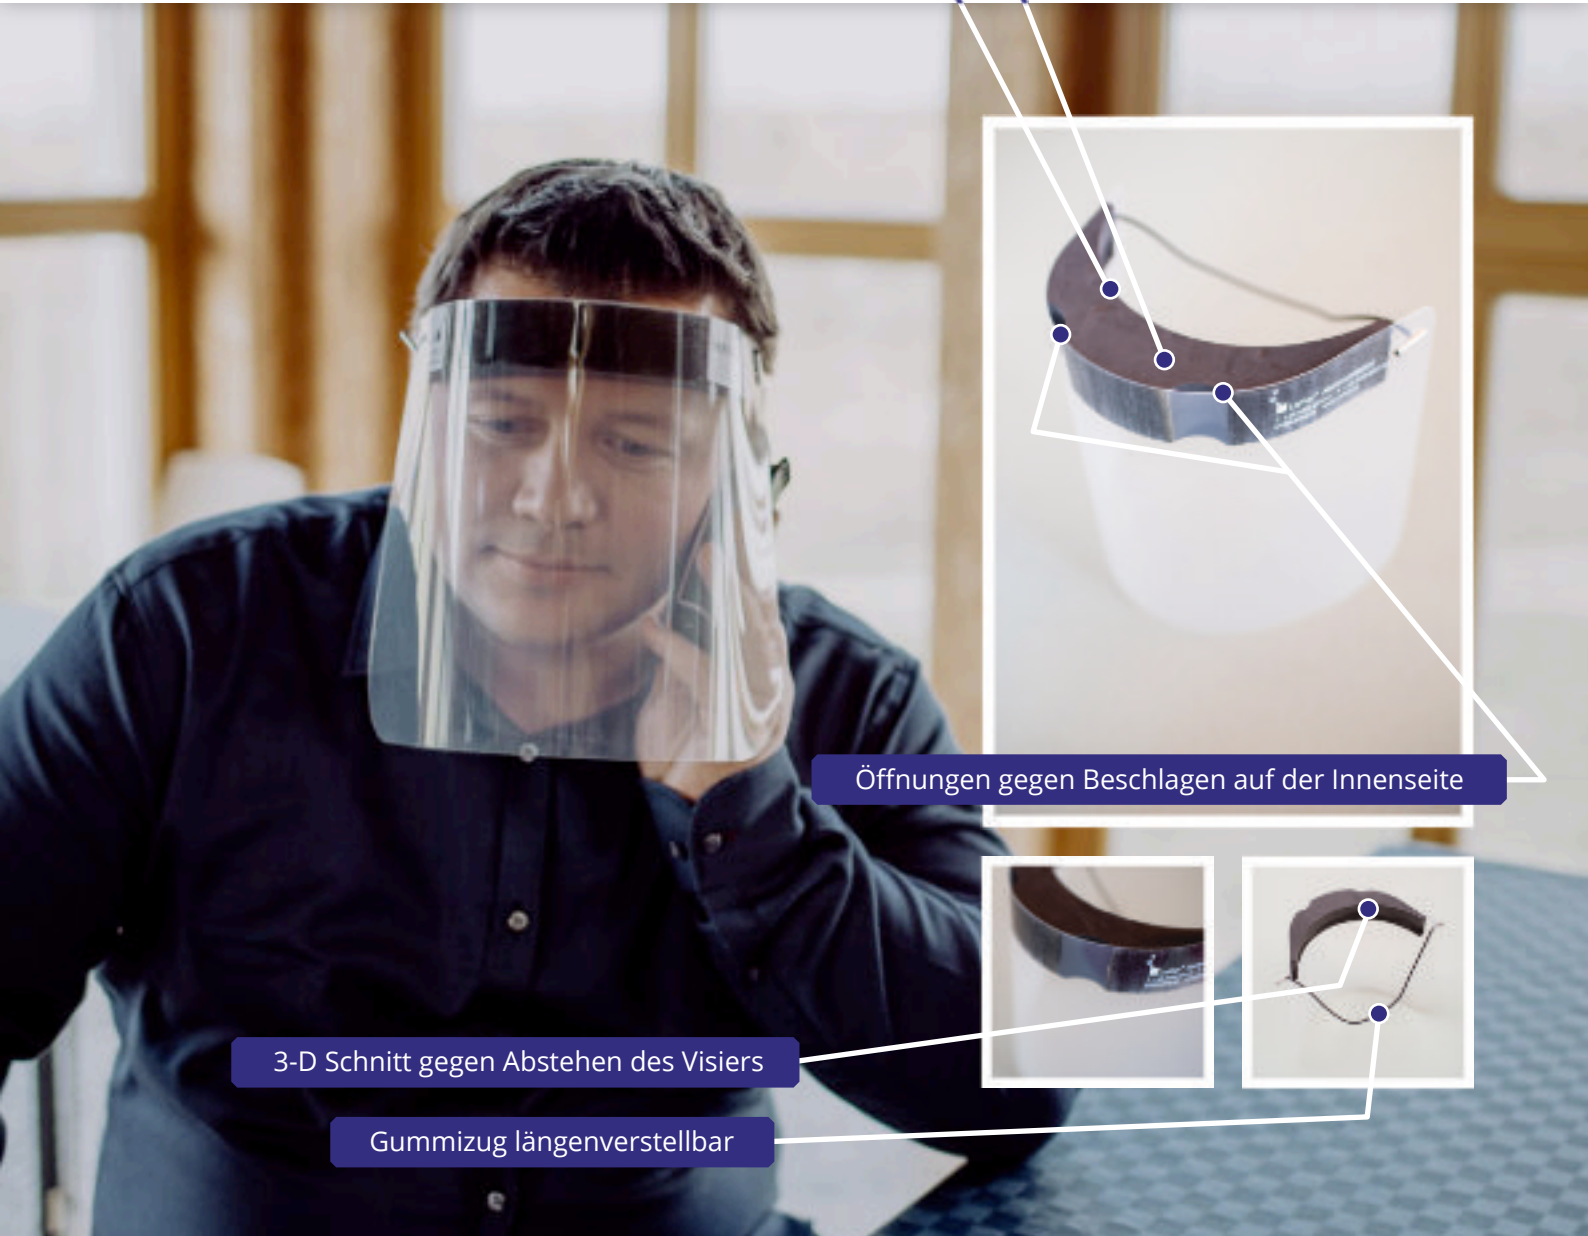 Öffnungen gegen Beschlagen auf der Innenseite
3-D Schnitt gegen Abstehen des Visiers
Gummizug längenverstellbar